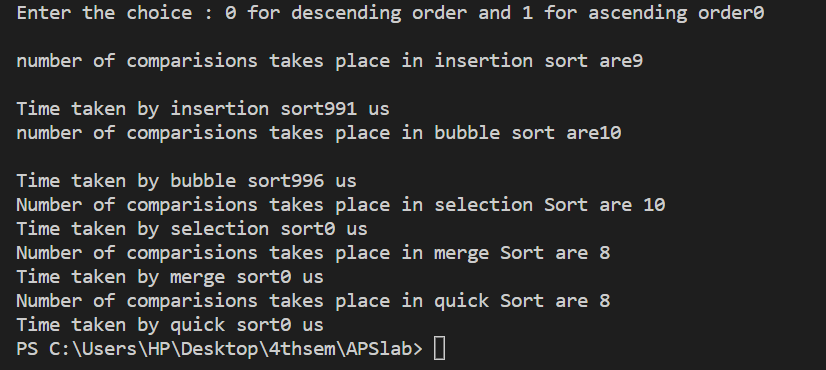 Enter the choice : 0 for descending order and 1 for ascending order0
number of comparisions takes place in insertion sort are9
Time taken by insertion sort991 us
number of comparisions takes place in bubble sort are10
Time taken by bubble sort996 us
Number of comparisions takes place in selection Sort are 10
Time taken by selection sort0 us
Number of comparisions takes place in merge Sort are 8
Time taken by merge sort0 us
Number of comparisions takes place in quick Sort are 8
Time taken by quick sort0 us
PS C:\Users\HP\Desktop\4thsem\APSlab>